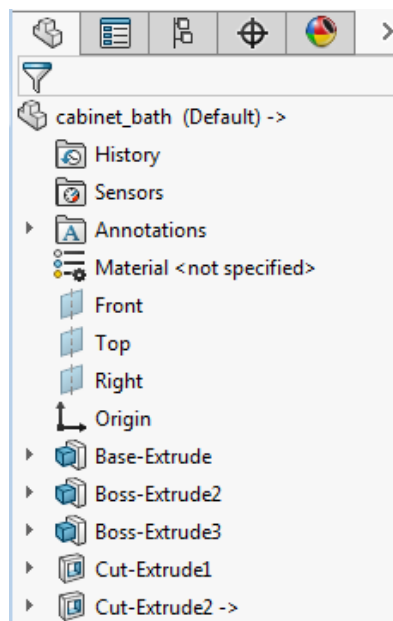 cabinet_bath (Default) ->
History
Sensors
Annotations
Material <not specified>
Front
Top
Right
Origin
Base-Extrude
Boss-Extrude2
Boss-Extrude3
Cut-Extrude1
Cut-Extrude2 ->